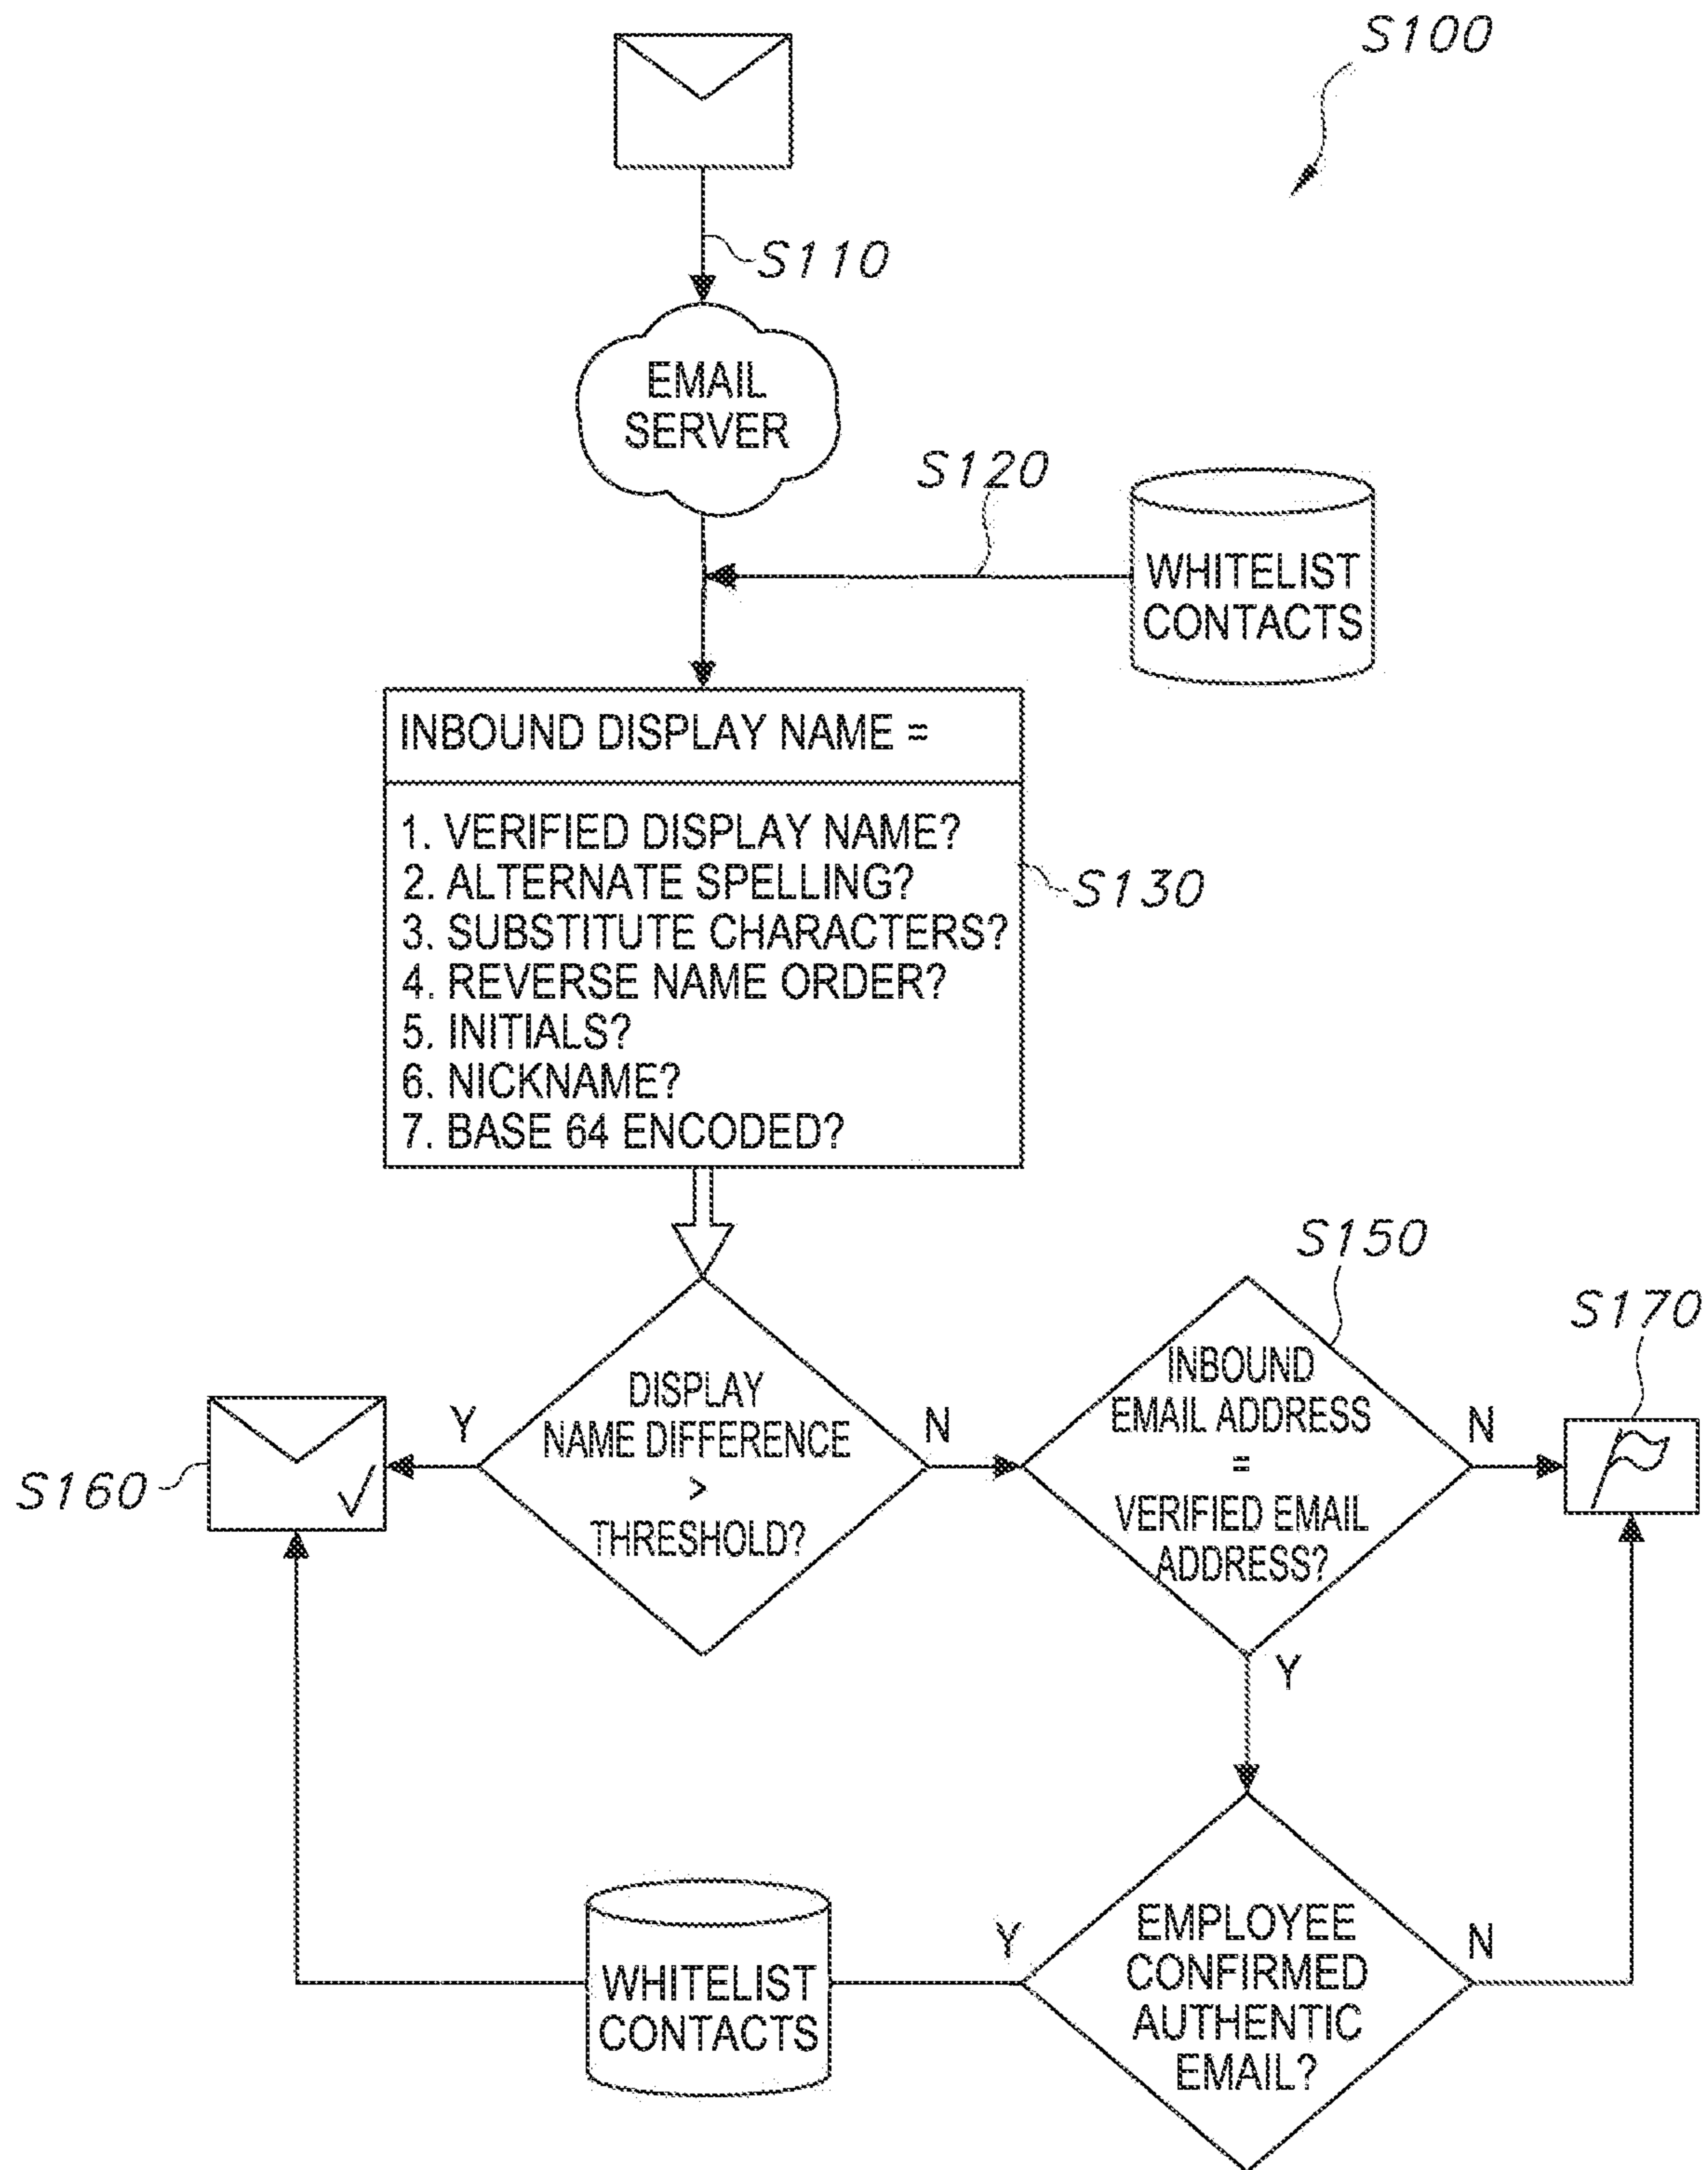 S100
S110
EMAIL
SERVER
S120
WHITELIST
CONTACTS
INBOUND DISPLAY NAME =
1. VERIFIED DISPLAY NAME?
2. ALTERNATE SPELLING?
3. SUBSTITUTE CHARACTERS?
4. REVERSE NAME ORDER?
5. INITIALS?
6. NICKNAME?
7. BASE 64 ENCODED?
S130
S150
S170
S160
Y
DISPLAY
NAME DIFFERENCE
>
THRESHOLD?
N
INBOUND
EMAIL ADDRESS
=
VERIFIED EMAIL
ADDRESS?
N
Y
WHITELIST
CONTACTS
Y
EMPLOYEE
CONFIRMED
AUTHENTIC
EMAIL?
N